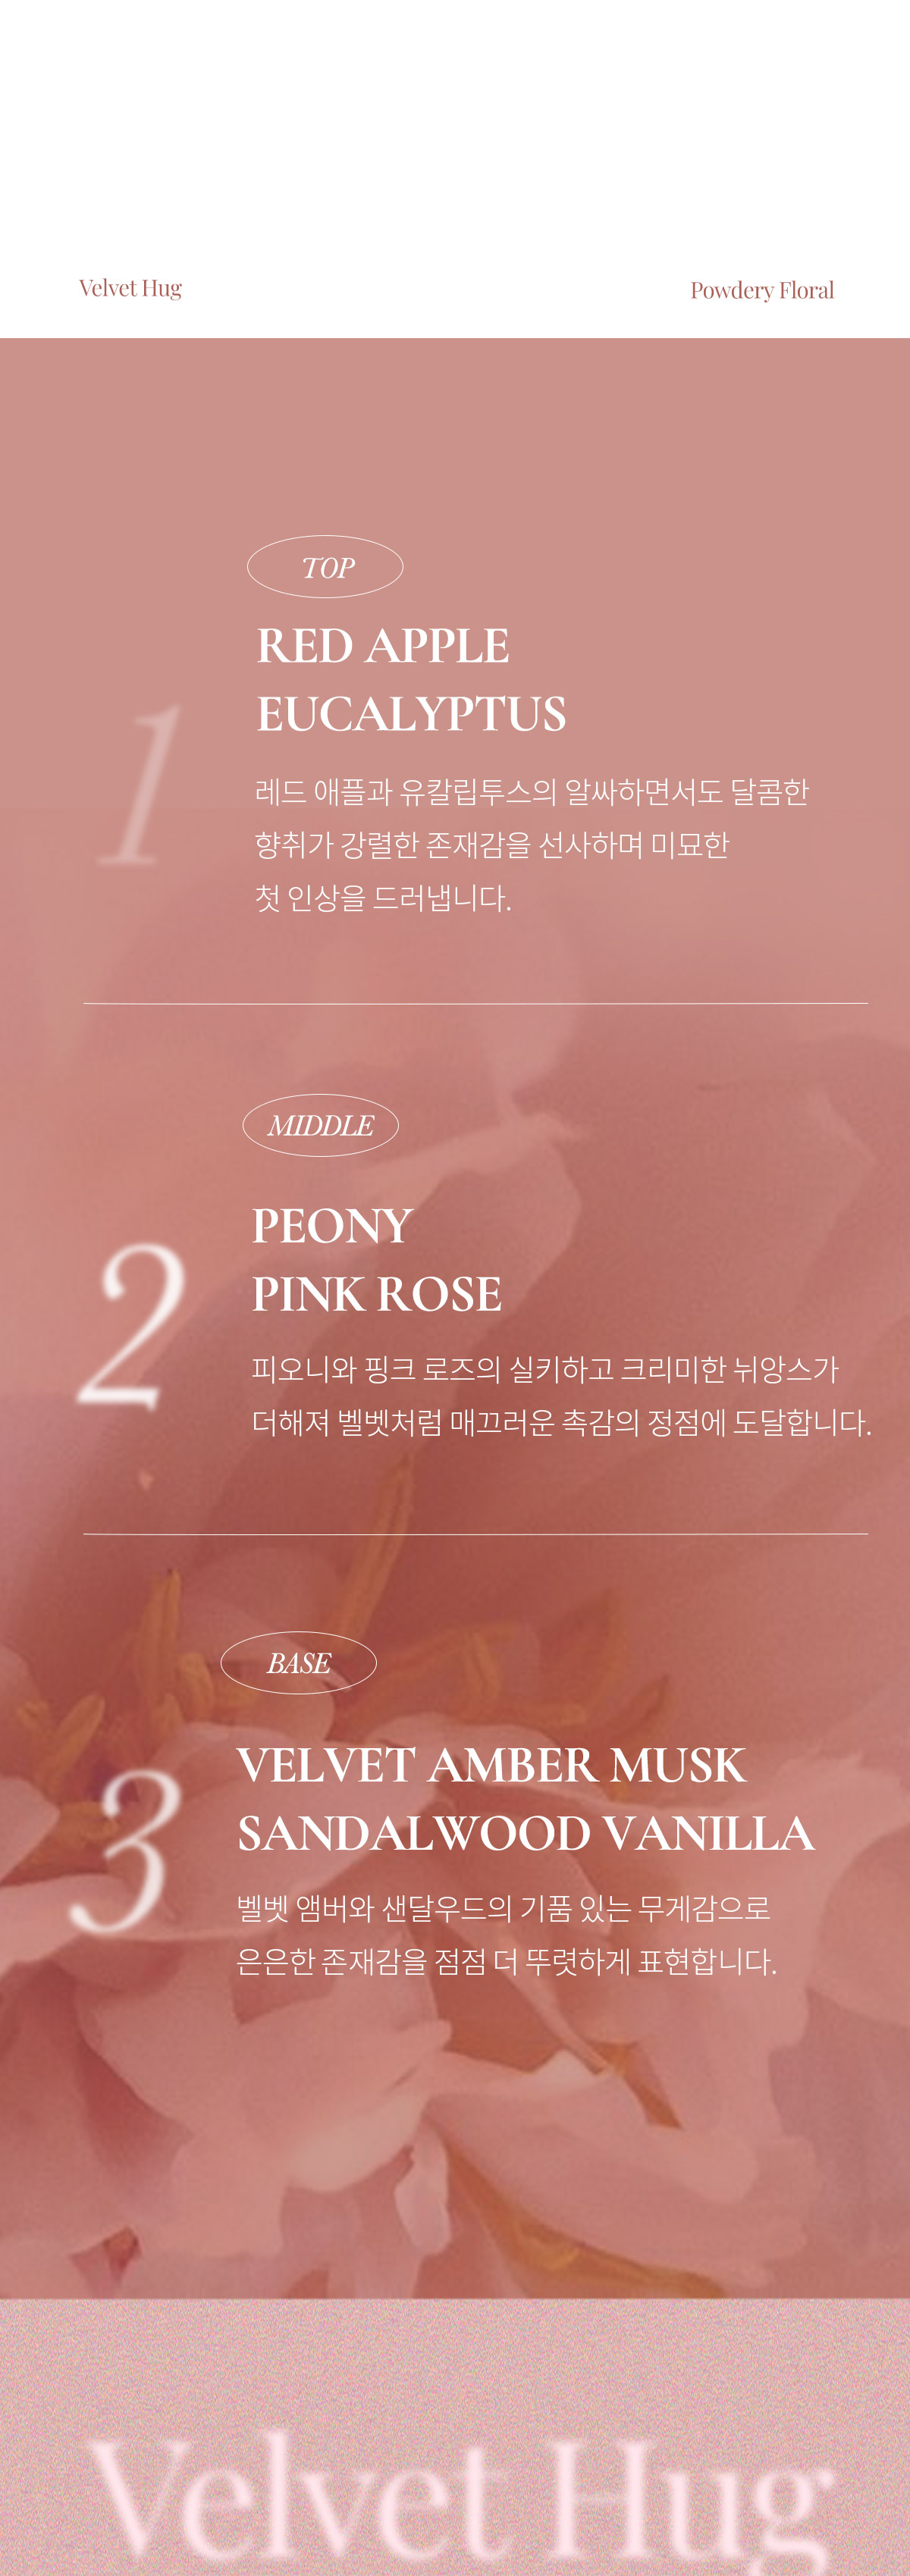 Velvet Hug
Powdery Floral
TOP
RED APPLE
EUCALYPTUS
1
레드 애플과 유칼립투스의 알싸하면서도 달콤한
향취가 강렬한 존재감을 선사하며 미묘한
첫 인상을 드러냅니다.
MIDDLE
PEONY
2
PINK ROSE
피오니와 핑크 로즈의 실키하고 크리미한 뉘앙스가
더해져 벨벳처럼 매끄러운 촉감의 정점에 도달합니다.
BASE
VELVET AMBER MUSK
3
SANDALWOOD VANILLA
벨벳 앰버와 샌달우드의 기품 있는 무게감으로
은은한 존재감을 점점 더 뚜렷하게 표현합니다.
Velvet Hug